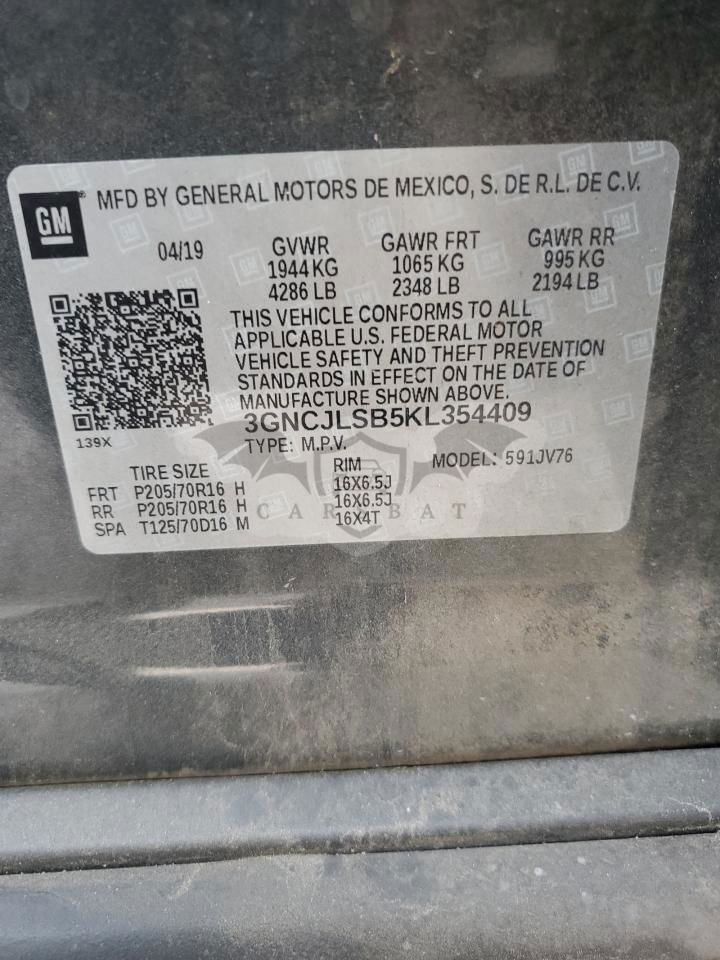 GM
MFD BY GENERAL MOTORS DE MEXICO, S. DE R.L. DE C.V.
04/19 GVWR GAWR FRT GAWR RR
1944 KG 1065 KG 995 KG
4286 LB 2348 LB 2194 LB
THIS VEHICLE CONFORMS TO ALL
APPLICABLE U.S. FEDERAL MOTOR
VEHICLE SAFETY AND THEFT PREVENTION
STANDARDS IN EFFECT ON THE DATE OF
MANUFACTURE SHOWN ABOVE.
3GNCJLSB5KL354409
139X
TYPE: M.P.V. MODEL: 591JV76
TIRE SIZE RIM
FRT P205/70R16 H 16X6.5J
RR P205/70R16 H 16X6.5J
SPA T125/70D16 M 16X4T
CARSBAT